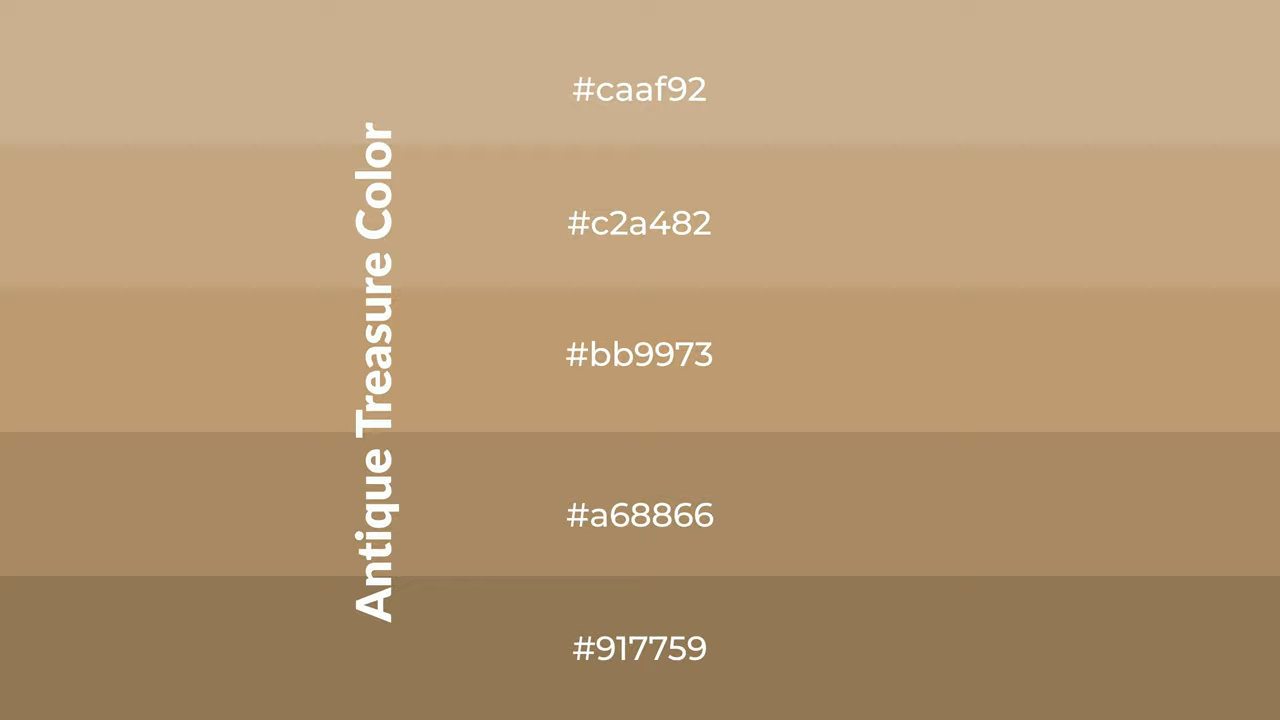 Antique Treasure Color
#caaf92
#c2a482
#bb9973
#a68866
#917759